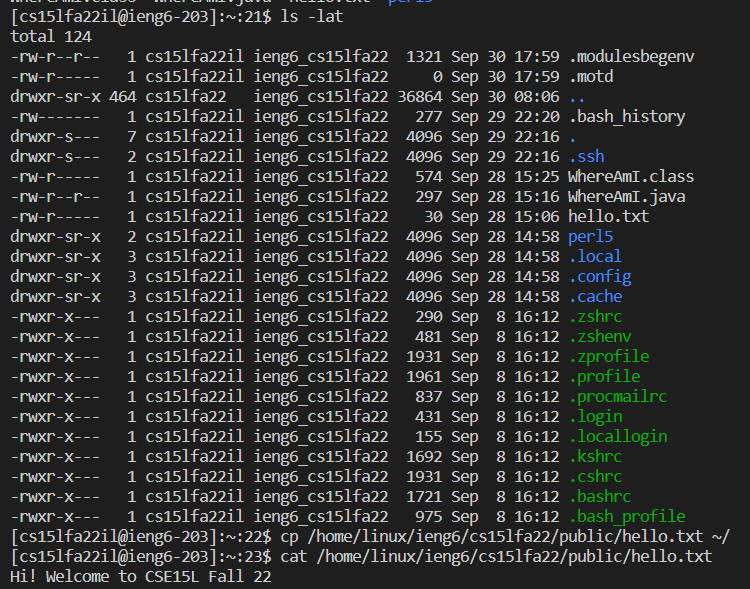 WhereAmI.class WhereAmI.java hello.txt perl5
[cs15lfa22il@ieng6-203]:~:21$ ls -lat
total 124
-rw-r--r-- 1 cs15lfa22il ieng6_cs15lfa22 1321 Sep 30 17:59 .modulesbegenv
-rw-r----- 1 cs15lfa22il ieng6_cs15lfa22 0 Sep 30 17:59 .motd
drwxr-sr-x 464 cs15lfa22 ieng6_cs15lfa22 36864 Sep 30 08:06 ..
-rw------- 1 cs15lfa22il ieng6_cs15lfa22 277 Sep 29 22:20 .bash_history
drwxr-s--- 7 cs15lfa22il ieng6_cs15lfa22 4096 Sep 29 22:16 .
drwxr-s--- 2 cs15lfa22il ieng6_cs15lfa22 4096 Sep 29 22:16 .ssh
-rw-r----- 1 cs15lfa22il ieng6_cs15lfa22 574 Sep 28 15:25 WhereAmI.class
-rw-r--r-- 1 cs15lfa22il ieng6_cs15lfa22 297 Sep 28 15:16 WhereAmI.java
-rw-r----- 1 cs15lfa22il ieng6_cs15lfa22 30 Sep 28 15:06 hello.txt
drwxr-sr-x 2 cs15lfa22il ieng6_cs15lfa22 4096 Sep 28 14:58 perl5
drwxr-sr-x 3 cs15lfa22il ieng6_cs15lfa22 4096 Sep 28 14:58 .local
drwxr-sr-x 3 cs15lfa22il ieng6_cs15lfa22 4096 Sep 28 14:58 .config
drwxr-sr-x 3 cs15lfa22il ieng6_cs15lfa22 4096 Sep 28 14:58 .cache
-rwxr-x--- 1 cs15lfa22il ieng6_cs15lfa22 290 Sep 8 16:12 .zshrc
-rwxr-x--- 1 cs15lfa22il ieng6_cs15lfa22 481 Sep 8 16:12 .zshenv
-rwxr-x--- 1 cs15lfa22il ieng6_cs15lfa22 1931 Sep 8 16:12 .zprofile
-rwxr-x--- 1 cs15lfa22il ieng6_cs15lfa22 1961 Sep 8 16:12 .profile
-rwxr-x--- 1 cs15lfa22il ieng6_cs15lfa22 837 Sep 8 16:12 .procmailrc
-rwxr-x--- 1 cs15lfa22il ieng6_cs15lfa22 431 Sep 8 16:12 .login
-rwxr-x--- 1 cs15lfa22il ieng6_cs15lfa22 155 Sep 8 16:12 .locallogin
-rwxr-x--- 1 cs15lfa22il ieng6_cs15lfa22 1692 Sep 8 16:12 .kshrc
-rwxr-x--- 1 cs15lfa22il ieng6_cs15lfa22 1931 Sep 8 16:12 .cshrc
-rwxr-x--- 1 cs15lfa22il ieng6_cs15lfa22 1721 Sep 8 16:12 .bashrc
-rwxr-x--- 1 cs15lfa22il ieng6_cs15lfa22 975 Sep 8 16:12 .bash_profile
[cs15lfa22il@ieng6-203]:~:22$ cp /home/linux/ieng6/cs15lfa22/public/hello.txt ~/
[cs15lfa22il@ieng6-203]:~:23$ cat /home/linux/ieng6/cs15lfa22/public/hello.txt
Hi! Welcome to CSE15L Fall 22